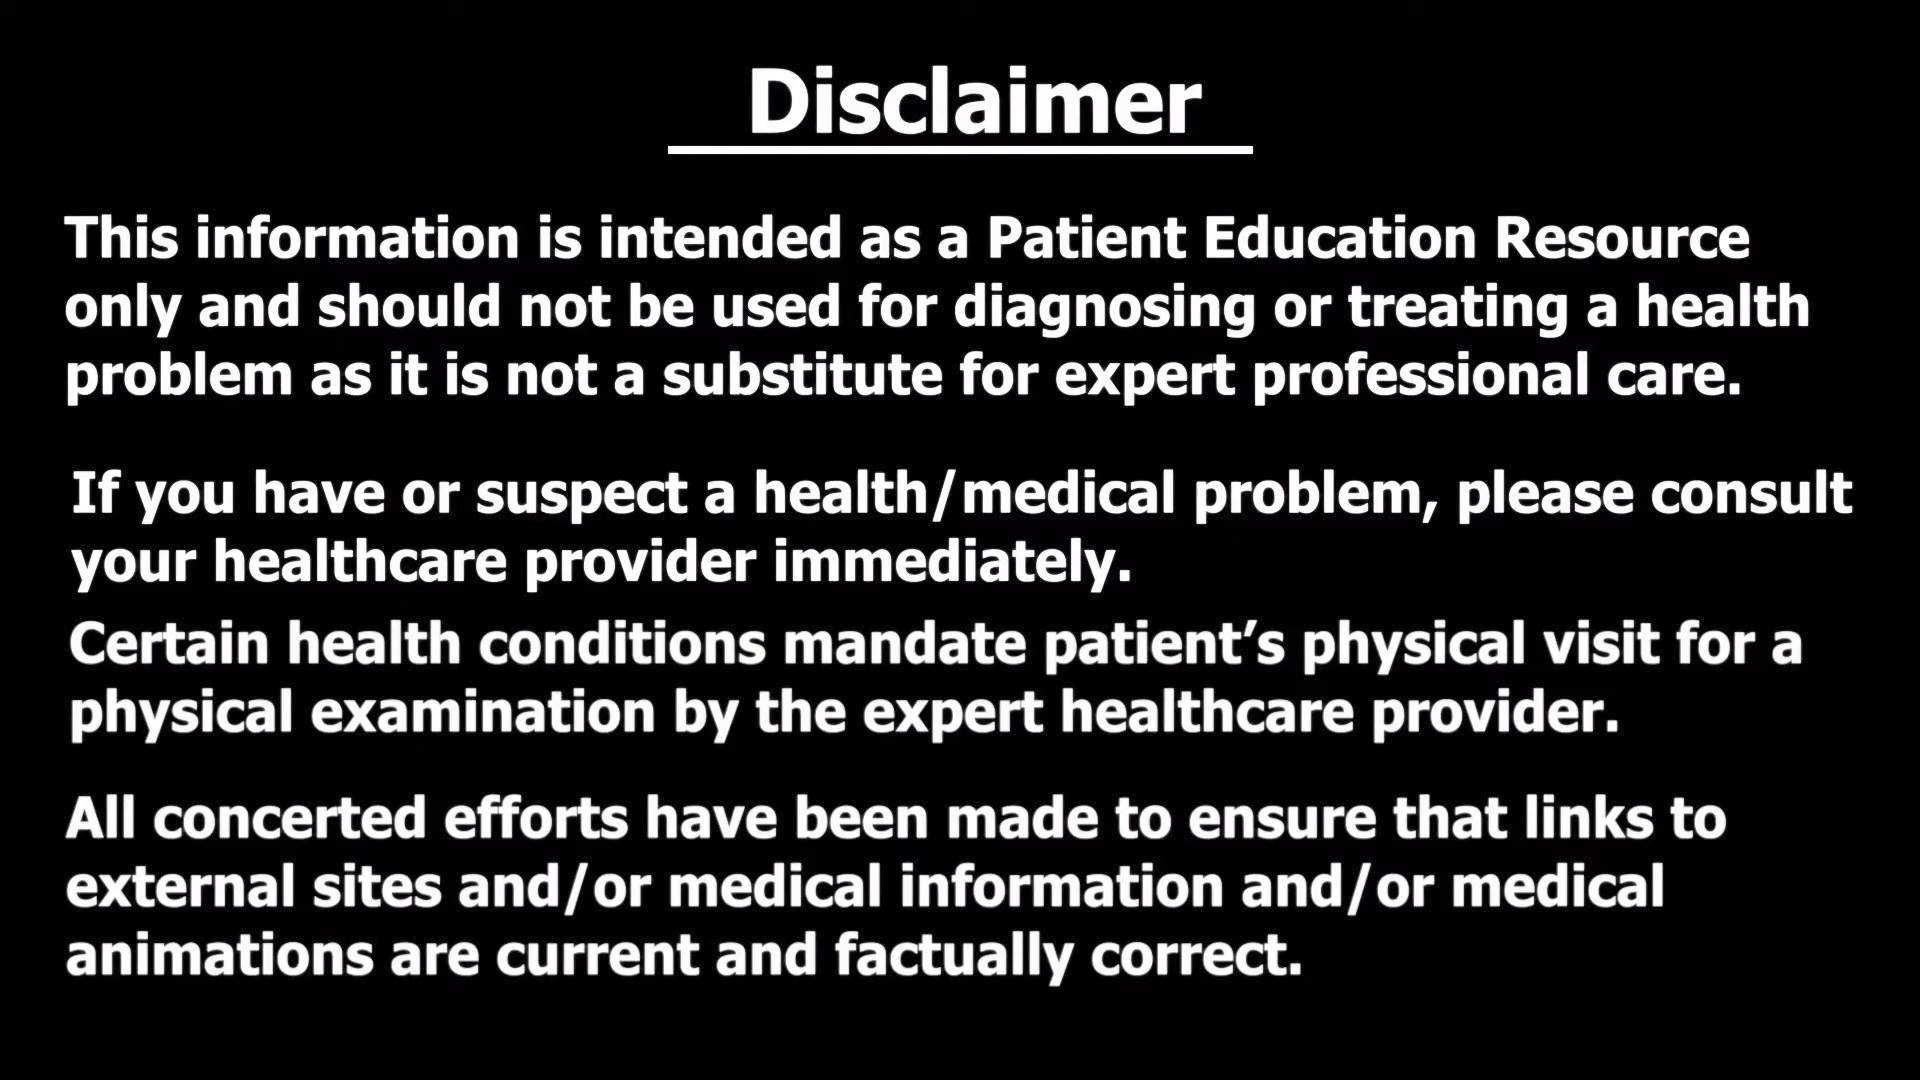 Disclaimer
This information is intended as a Patient Education Resource
only and should not be used for diagnosing or treating a health
problem as it is not a substitute for expert professional care.
If you have or suspect a health/medical problem, please consult
your healthcare provider immediately.
Certain health conditions mandate patient’s physical visit for a
physical examination by the expert healthcare provider.
All concerted efforts have been made to ensure that links to
external sites and/or medical information and/or medical
animations are current and factually correct.